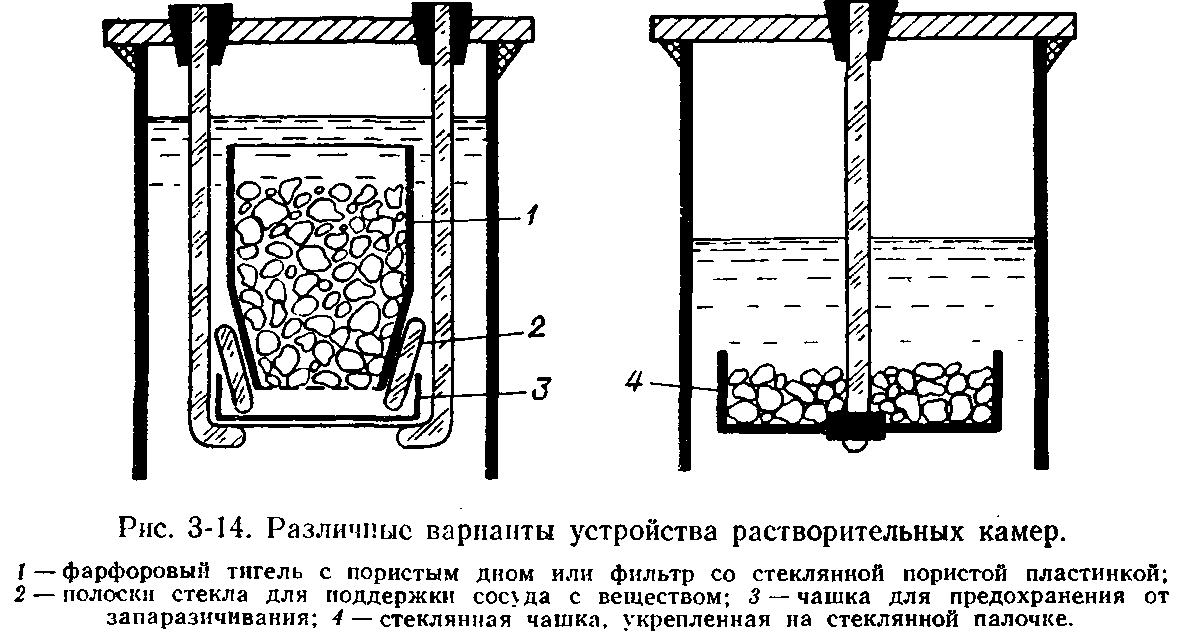 1
2
3
4
Рис. 3-14. Различные варианты устройства растворительных камер.
1 — фарфоровый тигель с пористым дном или фильтр со стеклянной пористой пластинкой;
2 — полоски стекла для поддержки сосуда с веществом; 3 — чашка для предохранения от
запаразичивания; 4 — стеклянная чашка, укрепленная на стеклянной палочке.